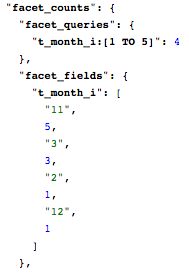 "facet_counts": {
"facet_queries": {
"t_month_i:[1 TO 5]": 4
},
"facet_fields": {
"t_month_i": [
"11",
5,
"3",
3,
"2",
1,
"12",
1
]
},